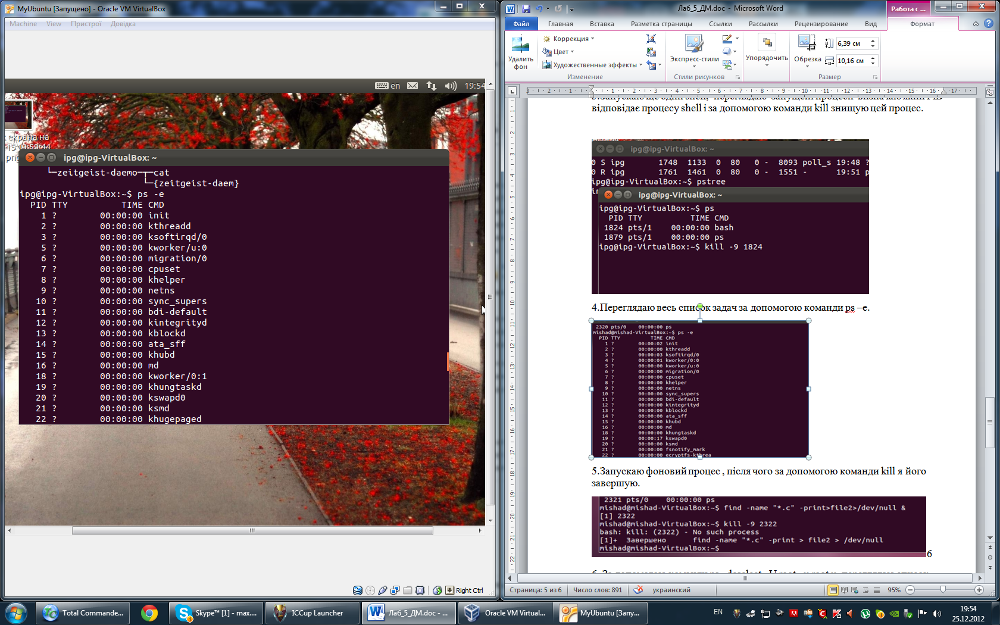 MyUbuntu [Запущено] - Oracle VM VirtualBox
Machine View Пристрої Довідка
en 19:54
к екрана на
png
ipg@ipg-VirtualBox: ~
└─zeitgeist-daemo─┬─cat
└─{zeitgeist-daem}
ipg@ipg-VirtualBox:~$ ps -e
PID TTY TIME CMD
1 ? 00:00:00 init
2 ? 00:00:00 kthreadd
3 ? 00:00:00 ksoftirqd/0
5 ? 00:00:00 kworker/u:0
6 ? 00:00:00 migration/0
7 ? 00:00:00 cpuset
8 ? 00:00:00 khelper
9 ? 00:00:00 netns
10 ? 00:00:00 sync_supers
11 ? 00:00:00 bdi-default
12 ? 00:00:00 kintegrityd
13 ? 00:00:00 kblockd
14 ? 00:00:00 ata_sff
15 ? 00:00:00 khubd
16 ? 00:00:00 md
18 ? 00:00:00 kworker/0:1
19 ? 00:00:00 khungtaskd
20 ? 00:00:00 kswapd0
21 ? 00:00:00 ksmd
22 ? 00:00:00 khugepaged
Right Ctrl
Лаб_5_ДМ.doc - Microsoft Word
Работа с ...
Файл Главная Вставка Разметка страницы Ссылки Рассылки Рецензирование Вид Формат
Удалить фон
Коррекция
Цвет
Художественные эффекты
Изменение
Экспресс-стили
Стили рисунков
Упорядочить
Обрезка
6,39 см
10,16 см
Размер
відповідає процесу shell і за допомогою команди kill знищую цей процес.
ipg@ipg-VirtualBox: ~
0 S ipg 1748 1133 0 80 0 - 8093 poll_s 19:48 ?
0 R ipg 1761 1461 0 80 0 - 1551 - 19:51 p
ipg@ipg-VirtualBox:~$ pstree
ipg@ipg-VirtualBox: ~
ipg@ipg-VirtualBox:~$ ps
PID TTY TIME CMD
1824 pts/1 00:00:00 bash
1879 pts/1 00:00:00 ps
ipg@ipg-VirtualBox:~$ kill -9 1824
4.Переглядаю весь список задач за допомогою команди ps –e.
2320 pts/0 00:00:00 ps
mishad@mishad-VirtualBox:~$ ps -e
PID TTY TIME CMD
1 ? 00:00:02 init
2 ? 00:00:00 kthreadd
3 ? 00:00:03 ksoftirqd/0
4 ? 00:00:01 kworker/0:0
5 ? 00:00:00 kworker/u:0
6 ? 00:00:00 migration/0
7 ? 00:00:00 cpuset
8 ? 00:00:00 khelper
9 ? 00:00:00 netns
10 ? 00:00:00 sync_supers
11 ? 00:00:00 bdi-default
12 ? 00:00:00 kintegrityd
13 ? 00:00:00 kblockd
14 ? 00:00:00 ata_sff
15 ? 00:00:00 khubd
16 ? 00:00:00 md
18 ? 00:00:00 khungtaskd
19 ? 00:00:17 kswapd0
20 ? 00:00:00 ksmd
21 ? 00:00:00 fsnotify_mark
22 ? 00:00:00 ecryptfs-kthrea
5.Запускаю фоновий процес , після чого за допомогою команди kill я його
завершую.
2321 pts/0 00:00:00 ps
mishad@mishad-VirtualBox:~$ find -name "*.c" -print>file2>/dev/null &
[1] 2322
mishad@mishad-VirtualBox:~$ kill -9 2322
bash: kill: (2322) - No such process
[1]+ Завершено find -name "*.c" -print > file2 > /dev/null
mishad@mishad-VirtualBox:~$
6
Страница: 5 из 6 Число слов: 891 украинский 95%
Total Commande... Skype™ [1] - max.... ICCup Launcher Лаб_5_ДМ.doc - ... Oracle VM Virtual... MyUbuntu [Запу...
EN
19:54
25.12.2012